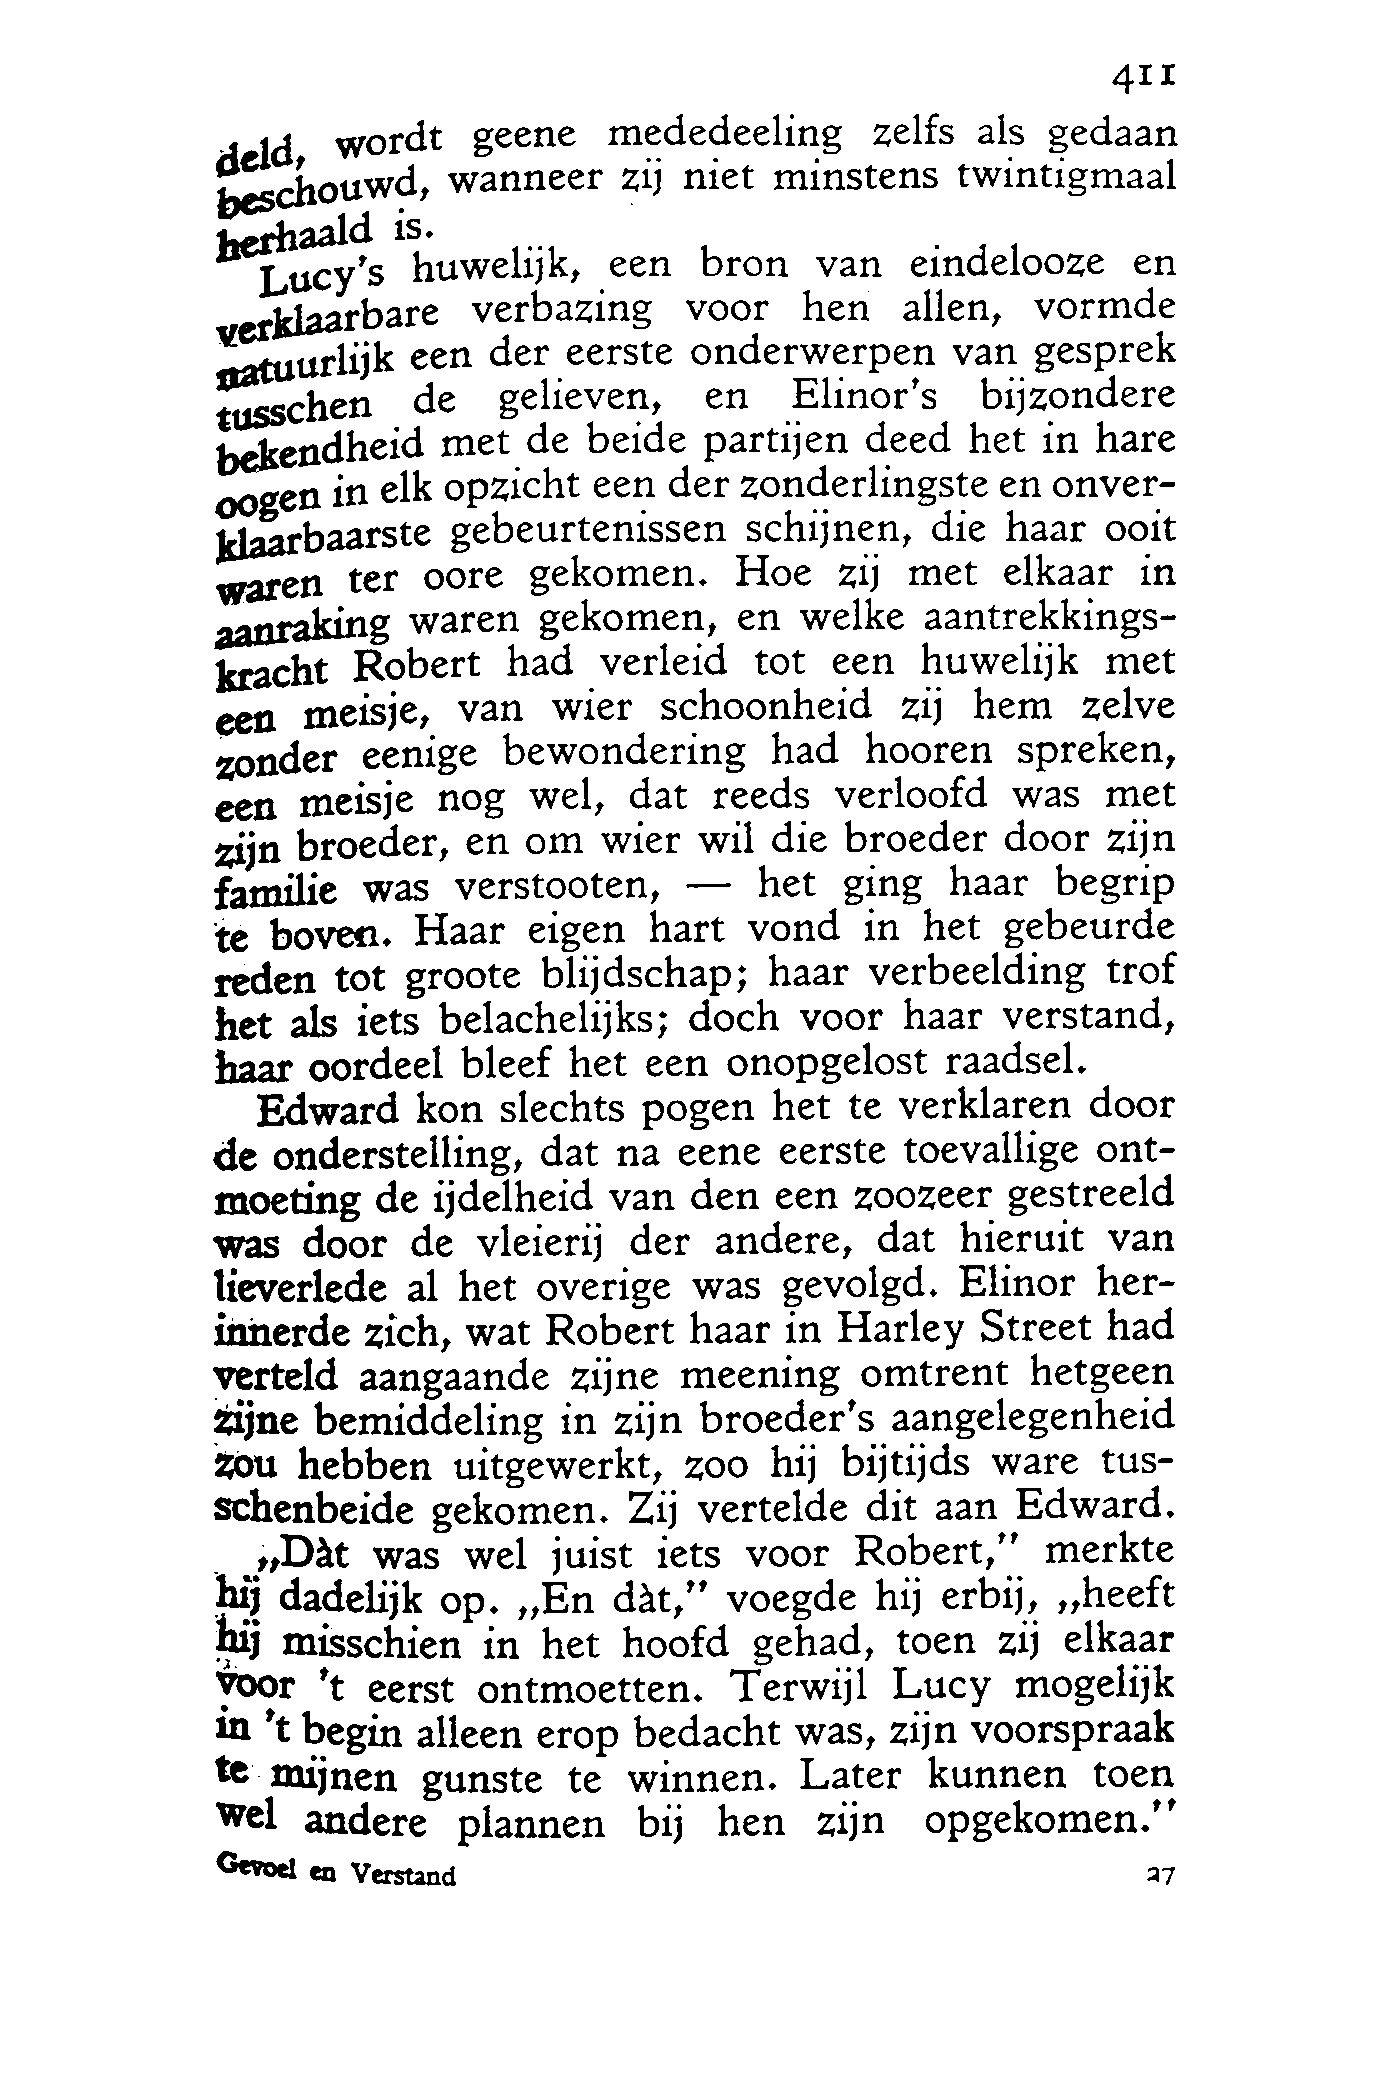 411
deld, wordt geene mededeeling zelfs als gedaan
beschouwd, wanneer zij niet minstens twintigmaal
herhaald is.
Lucy's huwelijk, een bron van eindelooze en
verklaarbare verbazing voor hen allen, vormde
natuurlijk een der eerste onderwerpen van gesprek
tusschen de gelieven, en Elinor's bijzondere
bekendheid met de beide partijen deed het in hare
oogen in elk opzicht een der zonderlingste en onver-
klaarbaarste gebeurtenissen schijnen, die haar ooit
waren ter oore gekomen. Hoe zij met elkaar in
aanraking waren gekomen, en welke aantrekkings-
kracht Robert had verleid tot een huwelijk met
een meisje, van wier schoonheid zij hem zelve
zonder eenige bewondering had hooren spreken,
een meisje nog wel, dat reeds verloofd was met
zijn broeder, en om wier wil die broeder door zijn
familie was verstooten, — het ging haar begrip
te boven. Haar eigen hart vond in het gebeurde
reden tot groote blijdschap; haar verbeelding trof
het als iets belachelijks; doch voor haar verstand,
haar oordeel bleef het een onopgelost raadsel.
Edward kon slechts pogen het te verklaren door
de onderstelling, dat na eene eerste toevallige ont-
moeting de ijdelheid van den een zoozeer gestreeld
was door de vleierij der andere, dat hieruit van
lieverlede al het overige was gevolgd. Elinor her-
innerde zich, wat Robert haar in Harley Street had
verteld aangaande zijne meening omtrent hetgeen
zijne bemiddeling in zijn broeder's aangelegenheid
zou hebben uitgewerkt, zoo hij bijtijds ware tus-
schenbeide gekomen. Zij vertelde dit aan Edward.
„Dàt was wel juist iets voor Robert,” merkte
hij dadelijk op. „En dàt,” voegde hij erbij, „heeft
hij misschien in het hoofd gehad, toen zij elkaar
voor 't eerst ontmoetten. Terwijl Lucy mogelijk
in 't begin alleen erop bedacht was, zijn voorspraak
te mijnen gunste te winnen. Later kunnen toen
wel andere plannen bij hen zijn opgekomen.”
Gevoel en Verstand 27